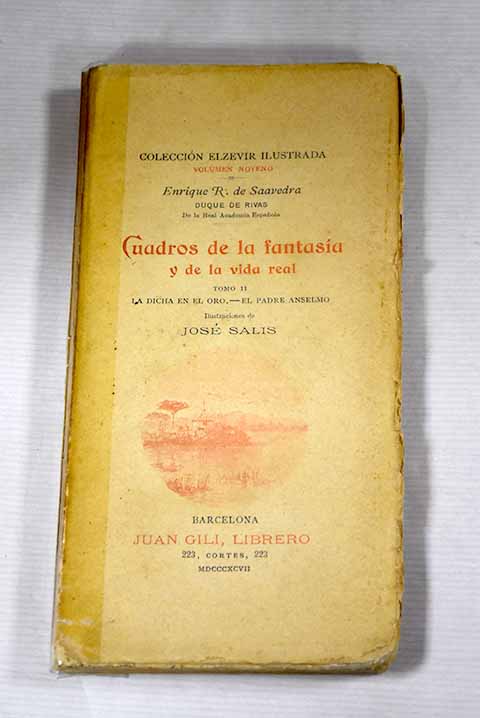 COLECCIÓN ELZEVIR ILUSTRADA
VOLUMEN NOVENO
Enrique R. de Saavedra
DUQUE DE RIVAS
De la Real Academia Española
Cuadros de la fantasía
y de la vida real
TOMO II
LA DICHA EN EL ORO.—EL PADRE ANSELMO
Ilustraciones de
JOSÉ SALIS
BARCELONA
JUAN GILI, LIBRERO
223, CORTES, 223
MDCCCXCVII